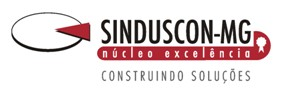 SINDUSCON-MG
núcleo excelência
CONSTRUINDO SOLUÇÕES